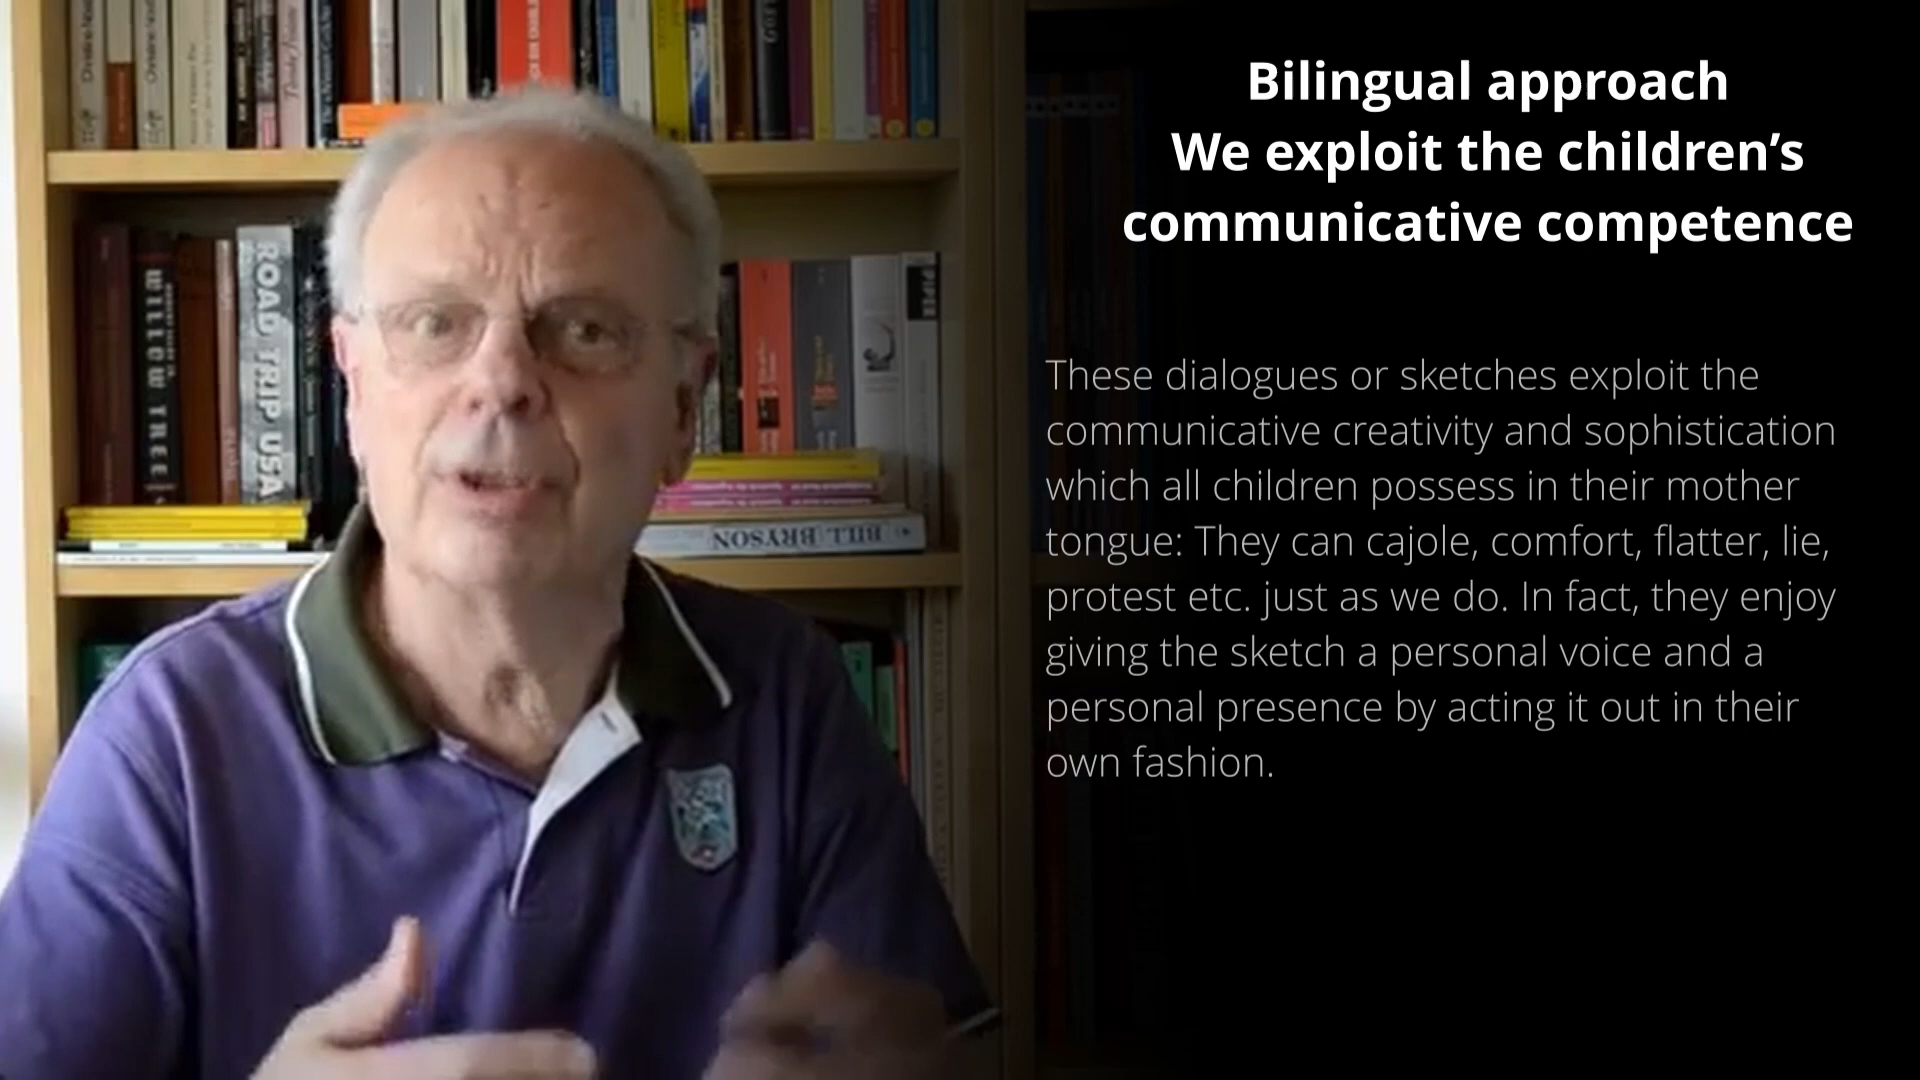 Bilingual approach
We exploit the children’s
communicative competence
These dialogues or sketches exploit the
communicative creativity and sophistication
which all children possess in their mother
tongue: They can cajole, comfort, flatter, lie,
protest etc. just as we do. In fact, they enjoy
giving the sketch a personal voice and a
personal presence by acting it out in their
own fashion.
WILLOW TREE
ROAD TRIP USA
PIPER
BILL BRYSON